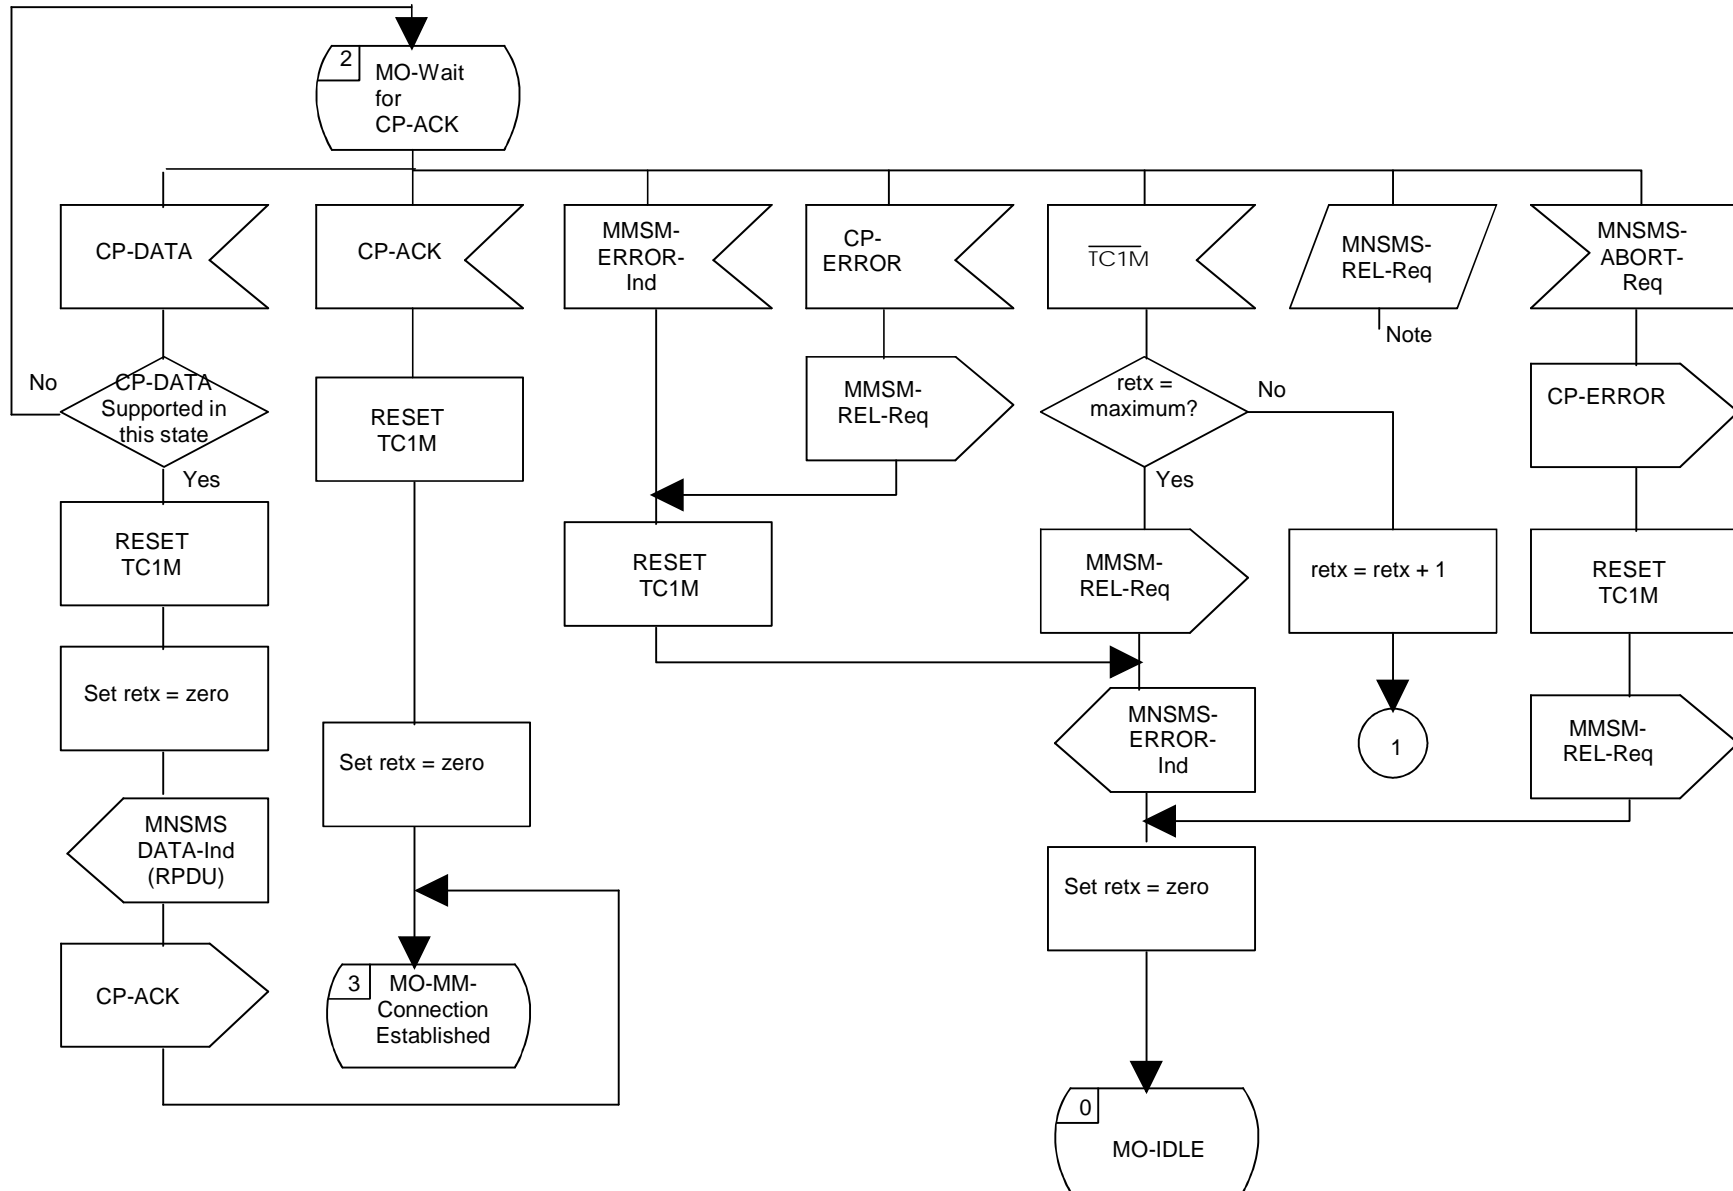 2
MO-Wait
for
CP-ACK
CP-DATA
CP-ACK
MMSM-
ERROR-
Ind
CP-
ERROR
TC1M
MNSMS-
REL-Req
MNSMS-
ABORT-
Req
Note
No
CP-DATA
Supported in
this state
Yes
RESET
TC1M
MMSM-
REL-Req
retx =
maximum?
No
Yes
CP-ERROR
RESET
TC1M
RESET
TC1M
MMSM-
REL-Req
retx = retx + 1
RESET
TC1M
Set retx = zero
Set retx = zero
MNSMS-
ERROR-
Ind
1
MMSM-
REL-Req
MNSMS
DATA-Ind
(RPDU)
Set retx = zero
CP-ACK
3
MO-MM-
Connection
Established
0
MO-IDLE